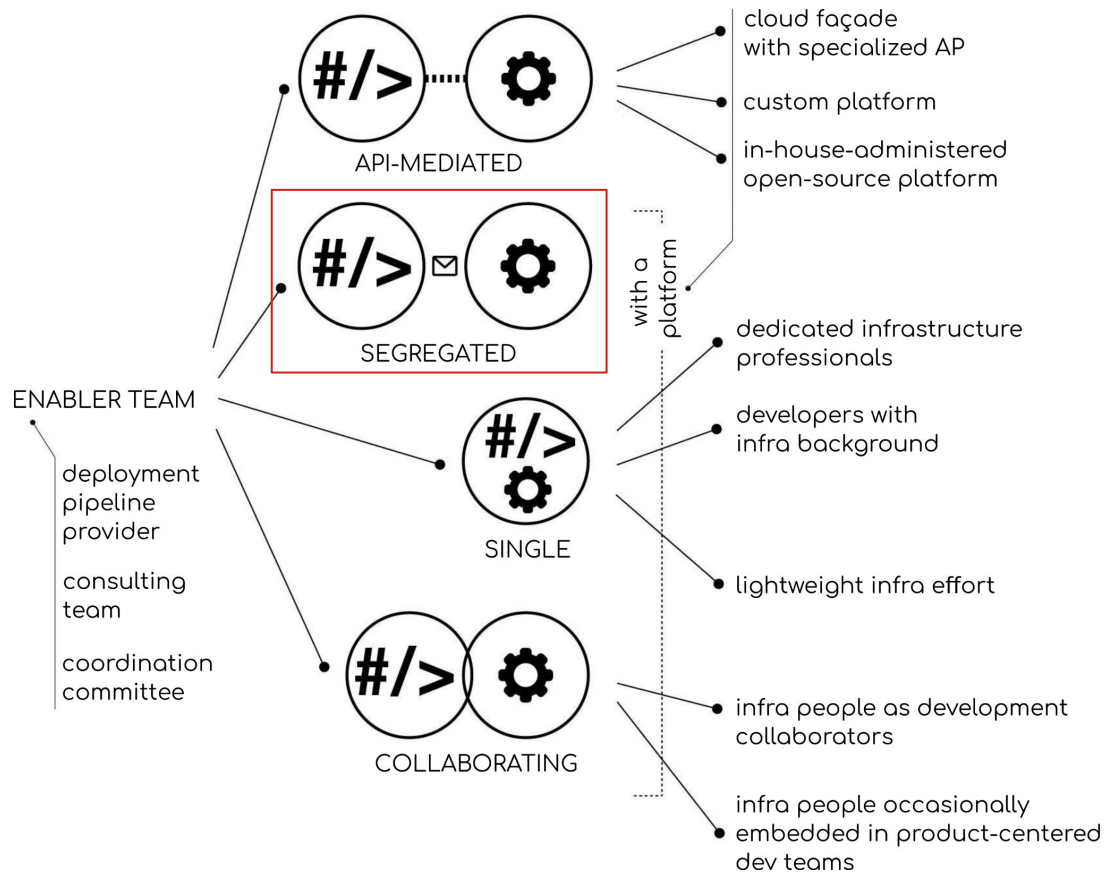 cloud façade
with specialized AP
custom platform
in-house-administered
open-source platform
#/>
API-MEDIATED
#/>
SEGREGATED
with a
platform
dedicated infrastructure
professionals
developers with
infra background
lightweight infra effort
ENABLER TEAM
deployment
pipeline
provider
consulting
team
coordination
committee
#/>
SINGLE
#/>
COLLABORATING
infra people as development
collaborators
infra people occasionally
embedded in product-centered
dev teams